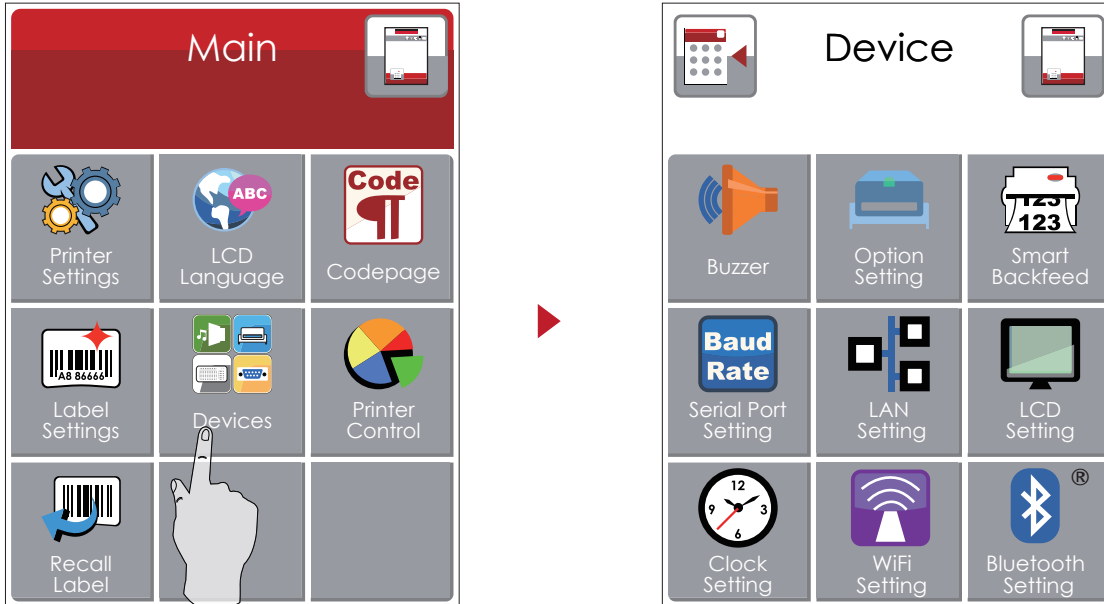 Main
ABC
Code
Printer
Settings
LCD
Language
Codepage
A8 86666
Label
Settings
Devices
Printer
Control
Recall
Label
Device
123
123
Buzzer
Option
Setting
Smart
Backfeed
Baud
Rate
Serial Port
Setting
LAN
Setting
LCD
Setting
12
9
3
6
®
Clock
Setting
WiFi
Setting
Bluetooth
Setting